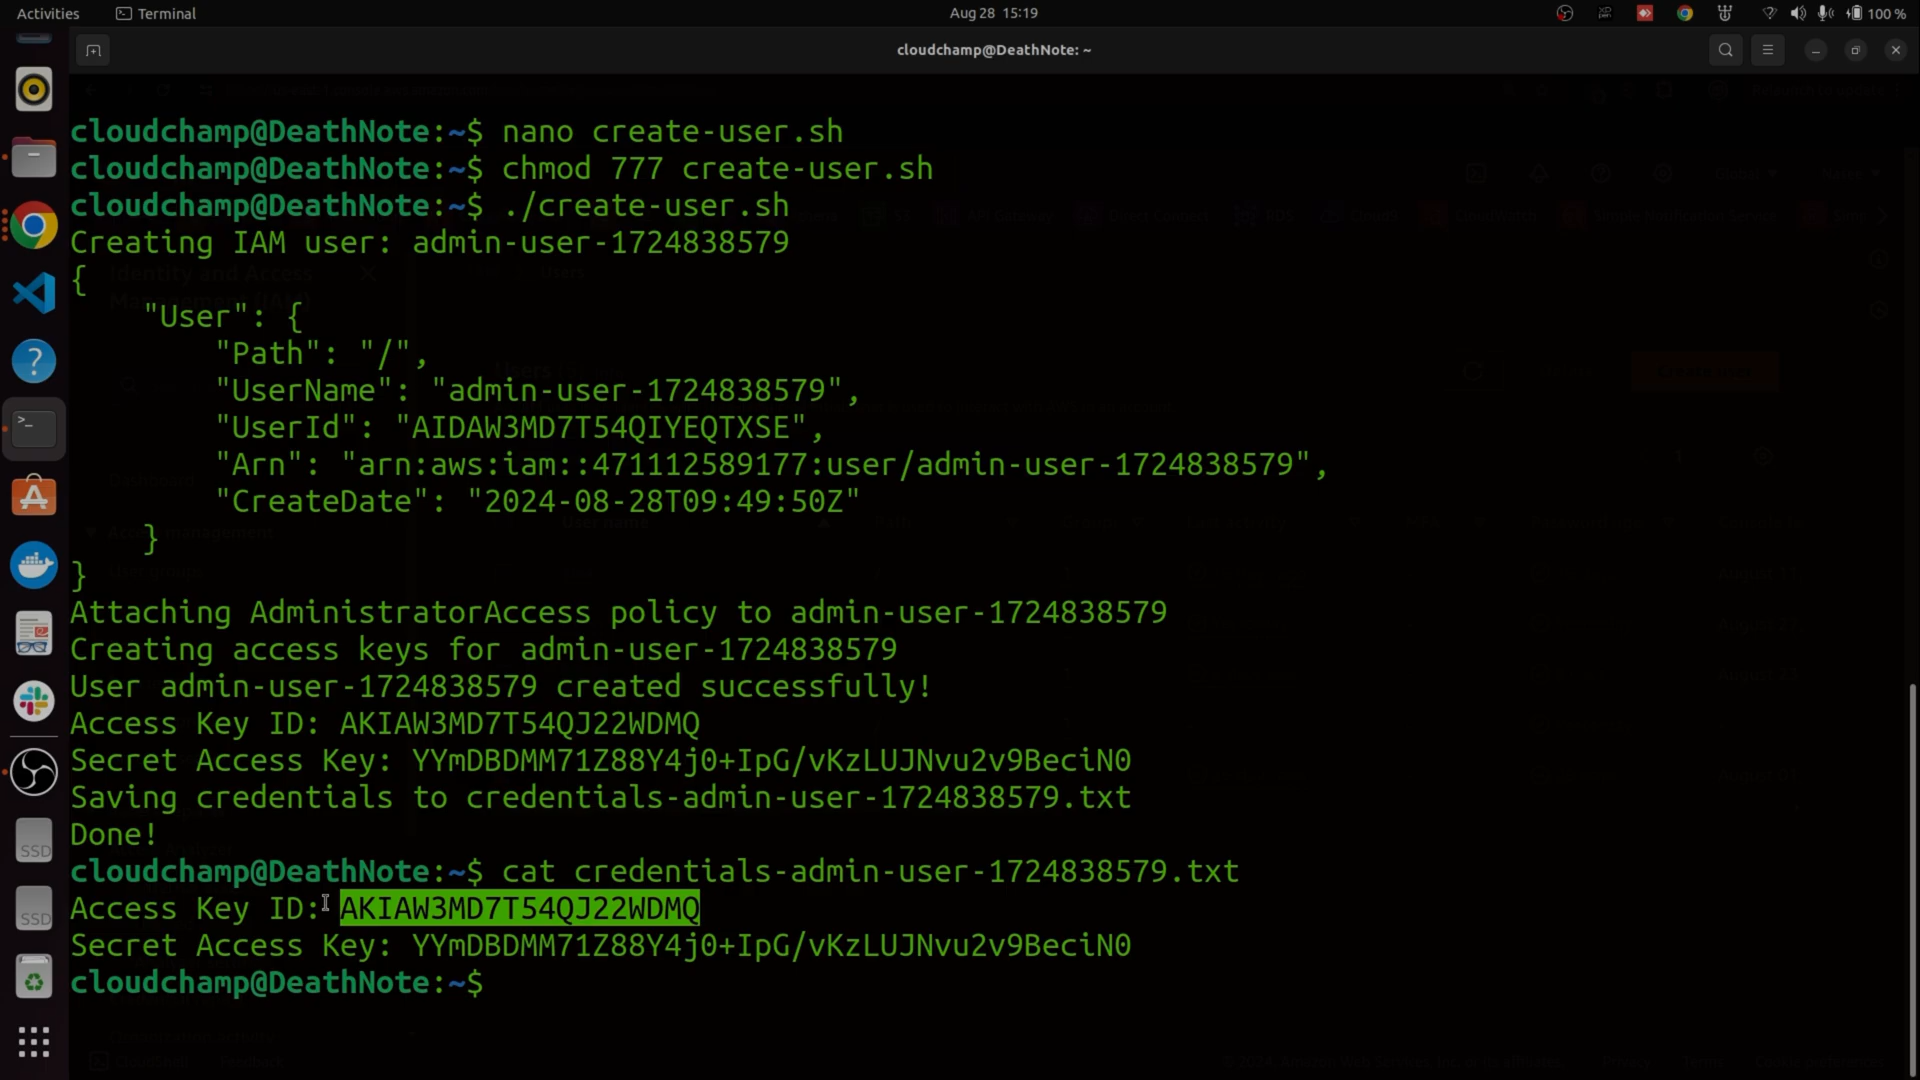 Activities
Terminal
Aug 28 15:19
100 %
cloudchamp@DeathNote: ~
cloudchamp@DeathNote:~$ nano create-user.sh
cloudchamp@DeathNote:~$ chmod 777 create-user.sh
cloudchamp@DeathNote:~$ ./create-user.sh
Creating IAM user: admin-user-1724838579
{
"User": {
"Path": "/",
"UserName": "admin-user-1724838579",
"UserId": "AIDAW3MD7T54QIYEQTXSE",
"Arn": "arn:aws:iam::471112589177:user/admin-user-1724838579",
"CreateDate": "2024-08-28T09:49:50Z"
}
}
Attaching AdministratorAccess policy to admin-user-1724838579
Creating access keys for admin-user-1724838579
User admin-user-1724838579 created successfully!
Access Key ID: AKIAW3MD7T54QJ22WDMQ
Secret Access Key: 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
Saving credentials to credentials-admin-user-1724838579.txt
Done!
cloudchamp@DeathNote:~$ cat credentials-admin-user-1724838579.txt
Access Key ID: AKIAW3MD7T54QJ22WDMQ
Secret Access Key: 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
cloudchamp@DeathNote:~$
SSD
SSD